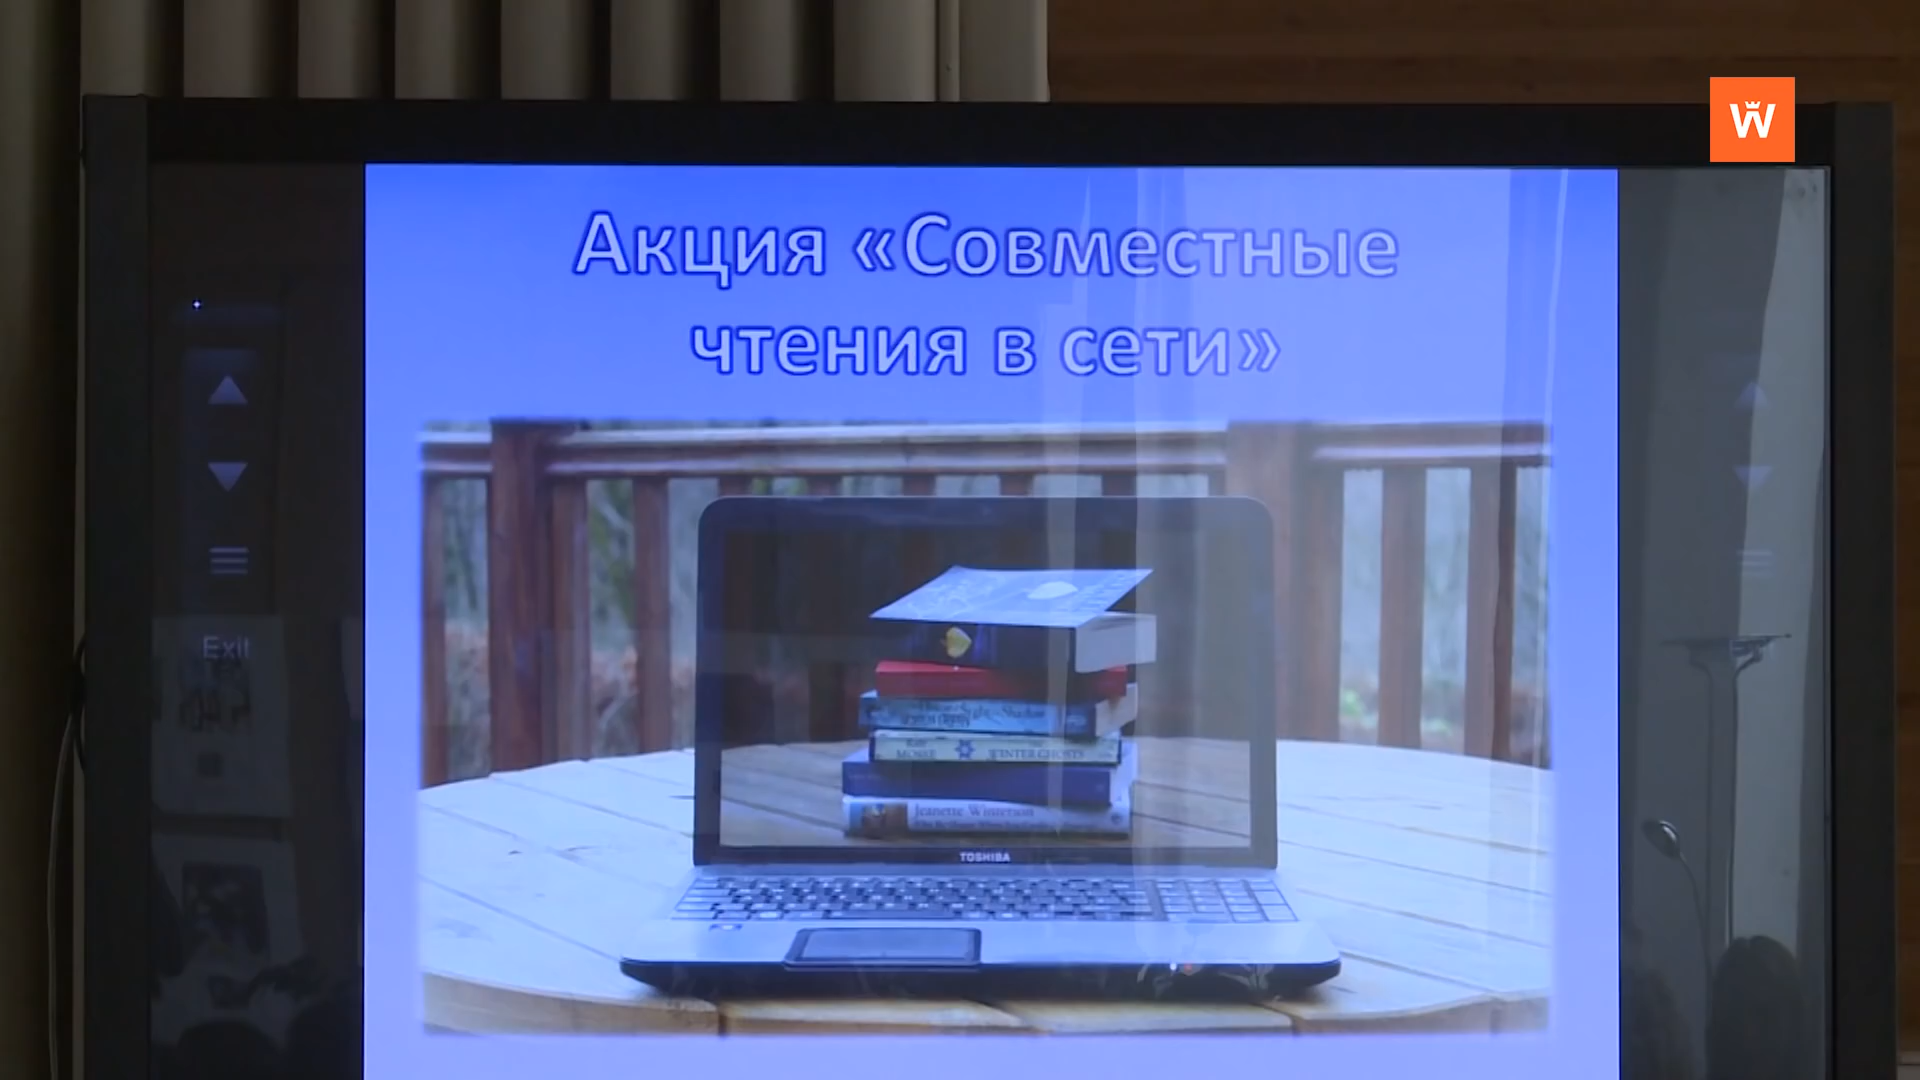 W
Акция «Совместные
чтения в сети»
Exit
WINTER GHOSTS
Jeanette Winterson
TOSHIBA